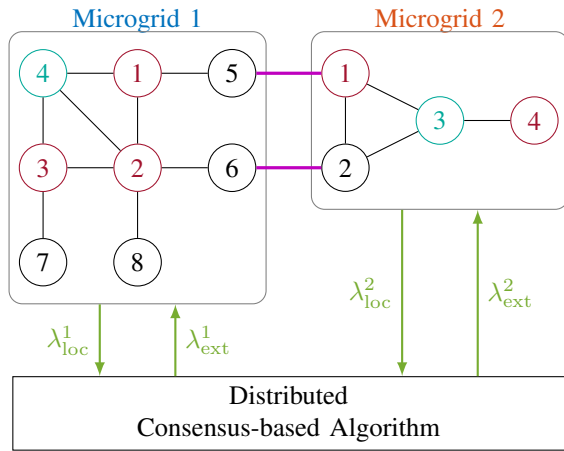 Microgrid 1 Microgrid 2
4 1 5 1
3 4
3 2 6 2
7 8
λ¹loc λ¹ext λ²loc λ²ext
Distributed
Consensus-based Algorithm